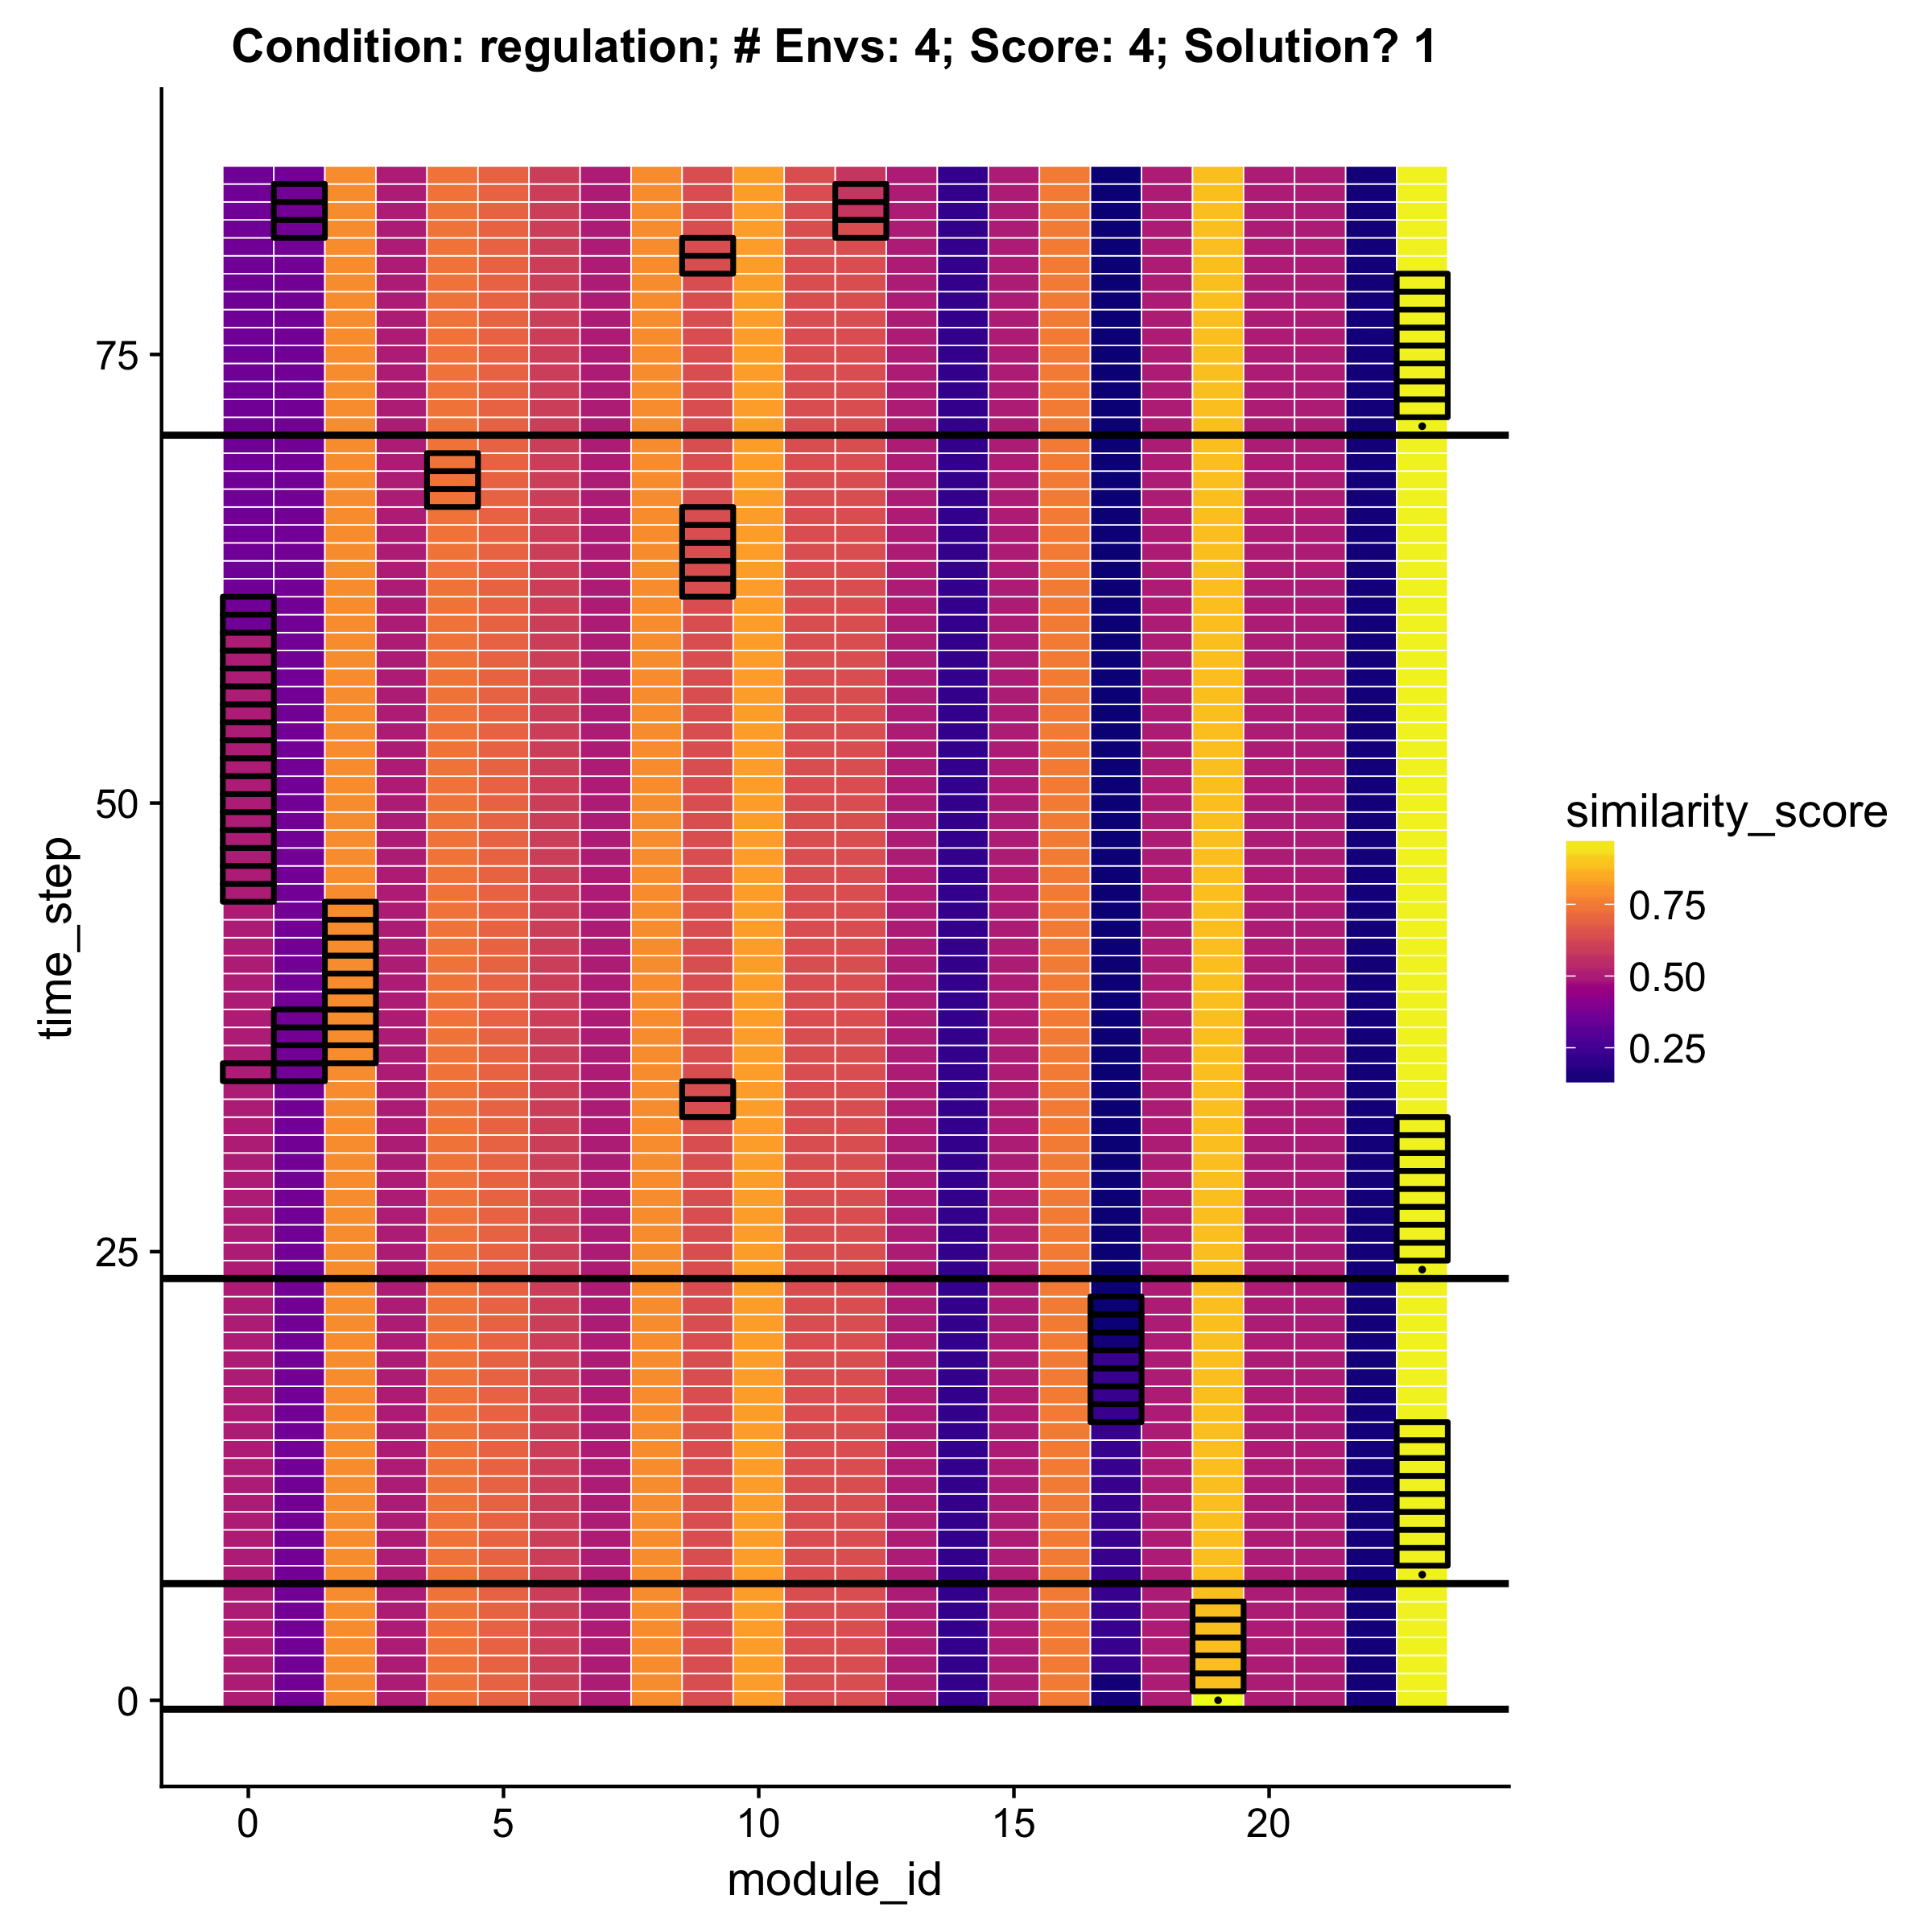 Condition: regulation; # Envs: 4; Score: 4; Solution? 1
75
50
25
0
time_step
0 5 10 15 20
module_id
similarity_score
0.75
0.50
0.25